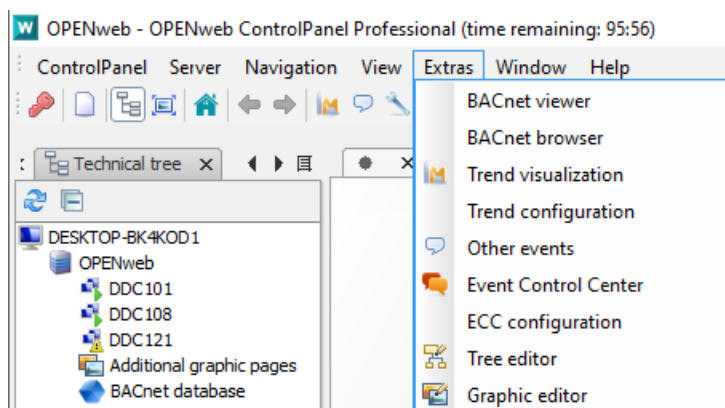 OPENweb - OPENweb ControlPanel Professional (time remaining: 95:56)
ControlPanel Server Navigation View Extras Window Help
BACnet viewer
BACnet browser
Trend visualization
Trend configuration
Other events
Event Control Center
ECC configuration
Tree editor
Graphic editor
Technical tree
DESKTOP-BK4KOD1
OPENweb
DDC101
DDC108
DDC121
Additional graphic pages
BACnet database